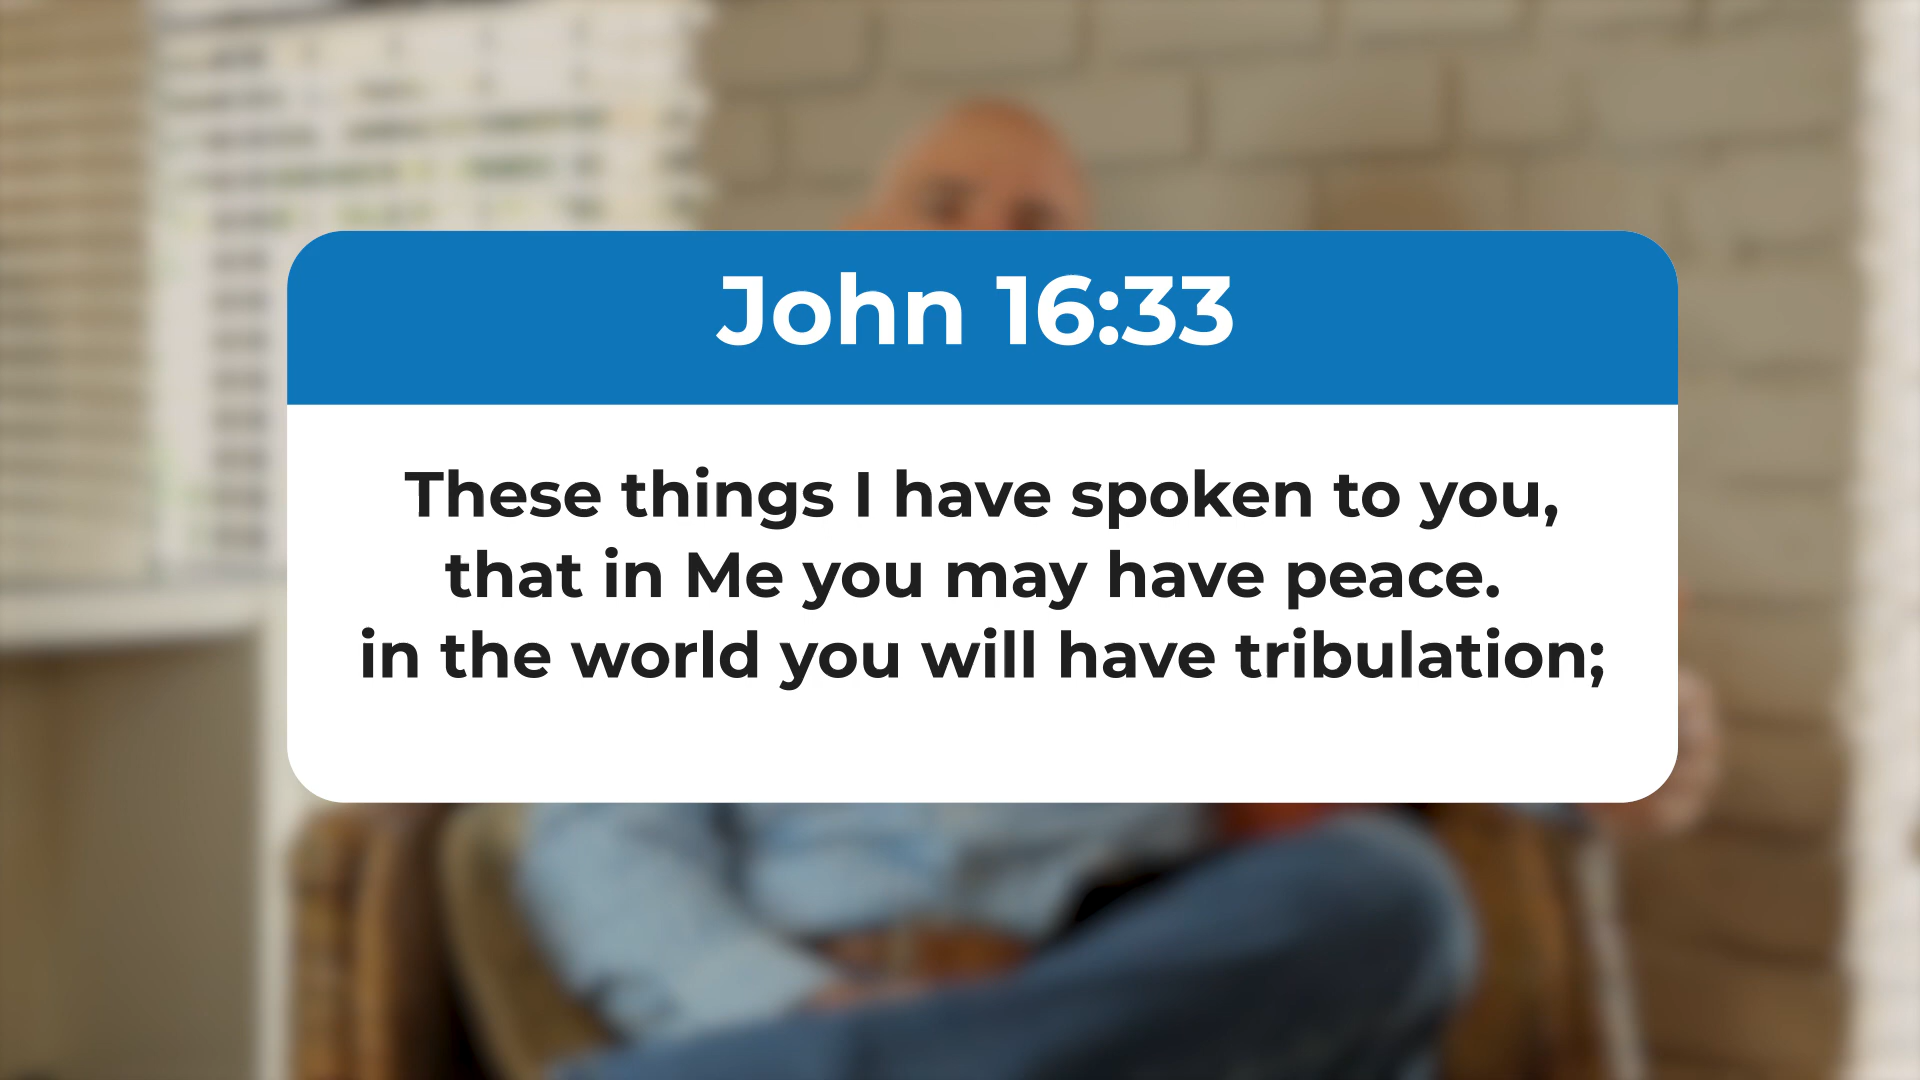 John 16:33
These things I have spoken to you,
that in Me you may have peace.
in the world you will have tribulation;